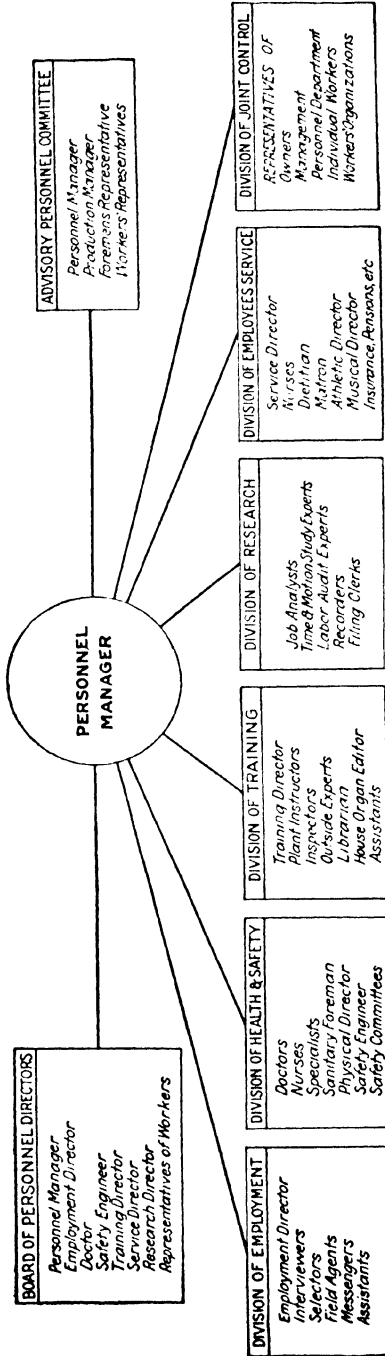 BOARD OF PERSONNEL DIRECTORS
Personnel Manager
Employment Director
Doctor
Safety Engineer
Training Director
Service Director
Research Director
Representatives of Workers
PERSONNEL
MANAGER
ADVISORY PERSONNEL COMMITTEE
Personnel Manager
Production Manager
Foremans Representative
Workers' Representatives
DIVISION OF EMPLOYMENT
Employment Director
Interviewers
Selectors
Field Agents
Messengers
Assistants
DIVISION OF HEALTH & SAFETY
Doctors
Nurses
Specialists
Sanitary Foreman
Physical Director
Safety Engineer
Safety Committees
DIVISION OF TRAINING
Training Director
Plant Instructors
Inspectors
Outside Experts
Librarian
House Organ Editor
Assistants
DIVISION OF RESEARCH
Job Analysts
Time & Motion Study Experts
Labor Audit Experts
Recorders
Filing Clerks
DIVISION OF EMPLOYEES SERVICE
Service Director
Nurses
Dietitian
Matron
Athletic Director
Musical Director
Insurance, Pensions, etc
DIVISION OF JOINT CONTROL
REPRESENTATIVES OF
Owners
Management
Personnel Department
Individual Workers
Workers' Organizations